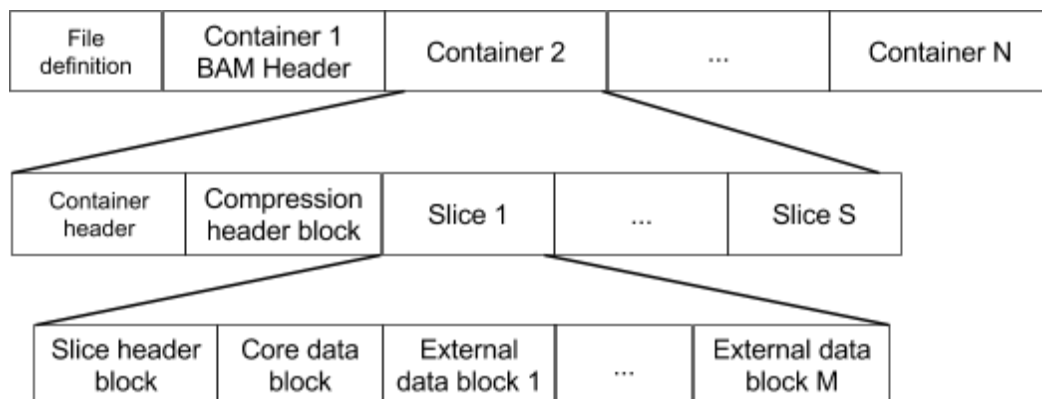 File
definition
Container 1
BAM Header
Container 2
...
Container N
Container
header
Compression
header block
Slice 1
...
Slice S
Slice header
block
Core data
block
External
data block 1
...
External data
block M